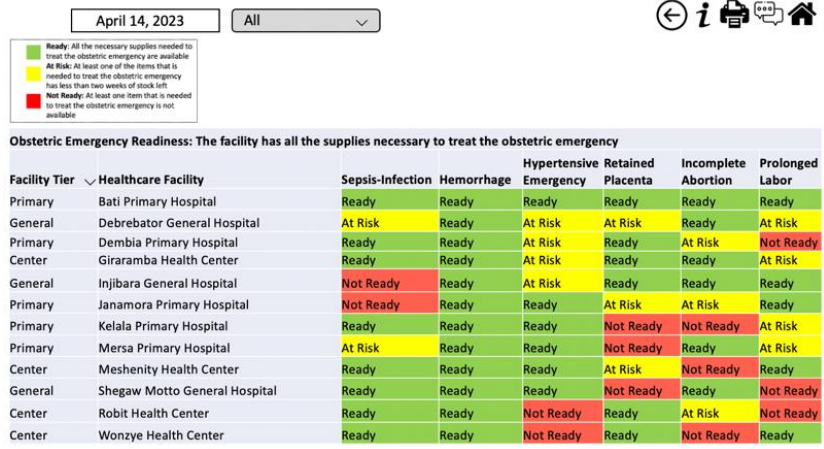 April 14, 2023 All
Ready: All the necessary supplies needed to
treat the obstetric emergency are available
At Risk: At least one of the items that is
needed to treat the obstetric emergency
has less than two weeks of stock left
Not Ready: At least one item that is needed
to treat the obstetric emergency is not
available
Obstetric Emergency Readiness: The facility has all the supplies necessary to treat the obstetric emergency
Facility Tier Healthcare Facility Sepsis-Infection Hemorrhage Hypertensive Emergency Retained Placenta Incomplete Abortion Prolonged Labor
Primary Bati Primary Hospital Ready Ready Ready Ready Ready Ready
General Debrebator General Hospital At Risk Ready At Risk At Risk Ready At Risk
Primary Dembia Primary Hospital Ready Ready At Risk Ready At Risk Not Ready
Center Giraramba Health Center Ready Ready At Risk Ready Ready At Risk
General Injibara General Hospital Not Ready Ready At Risk Ready Ready Ready
Primary Janamora Primary Hospital Not Ready Ready Ready At Risk At Risk Ready
Primary Kelala Primary Hospital Ready Ready Ready Not Ready Not Ready At Risk
Primary Mersa Primary Hospital At Risk Ready Ready Not Ready Ready At Risk
Center Meshenity Health Center Ready Ready Ready At Risk Not Ready Ready
General Shegaw Motto General Hospital Ready Ready Ready Not Ready Ready Not Ready
Center Robit Health Center Ready Ready Not Ready Ready At Risk Not Ready
Center Wonzye Health Center Ready Ready Not Ready Ready Not Ready Ready